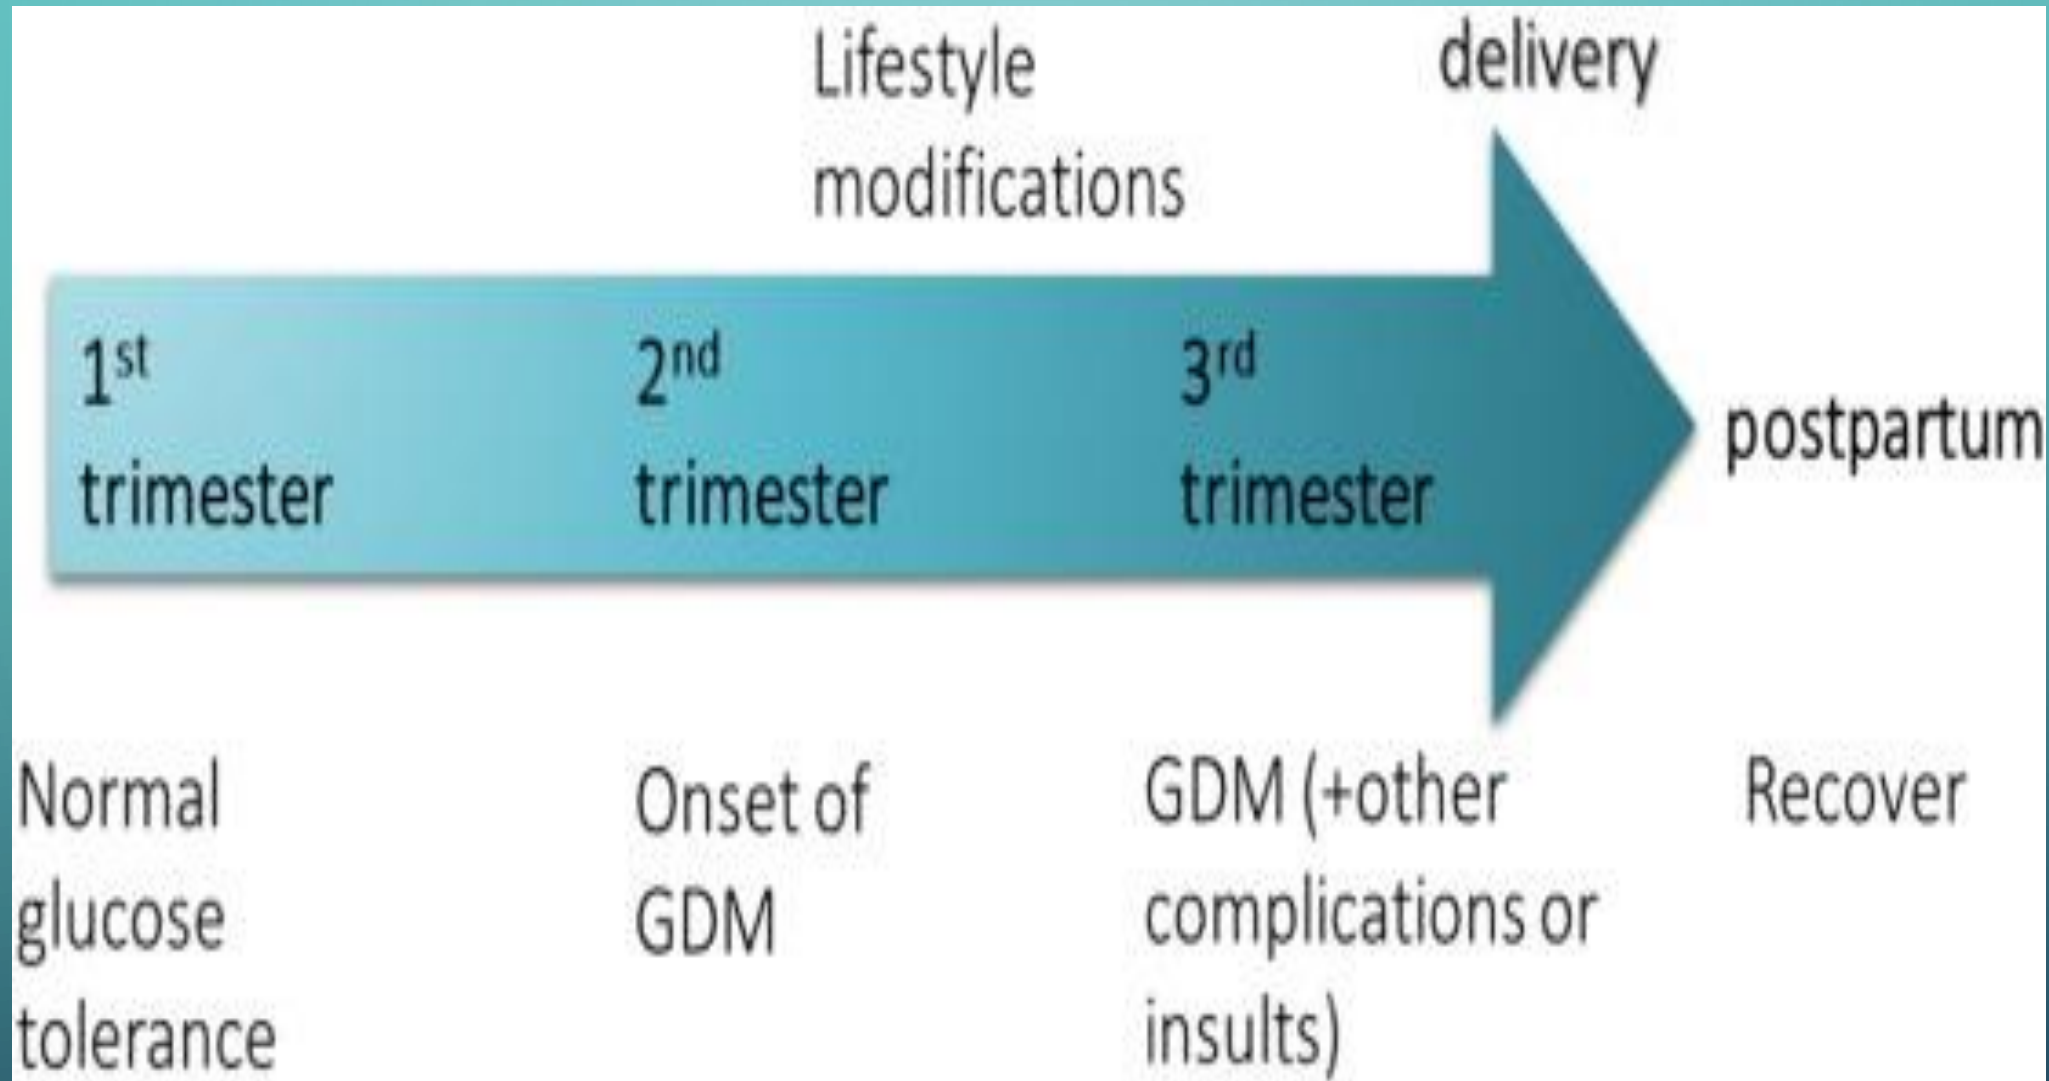 Lifestyle
modifications
delivery
1st
trimester
2nd
trimester
3rd
trimester
postpartum
Normal
glucose
tolerance
Onset of
GDM
GDM (+other
complications or
insults)
Recover